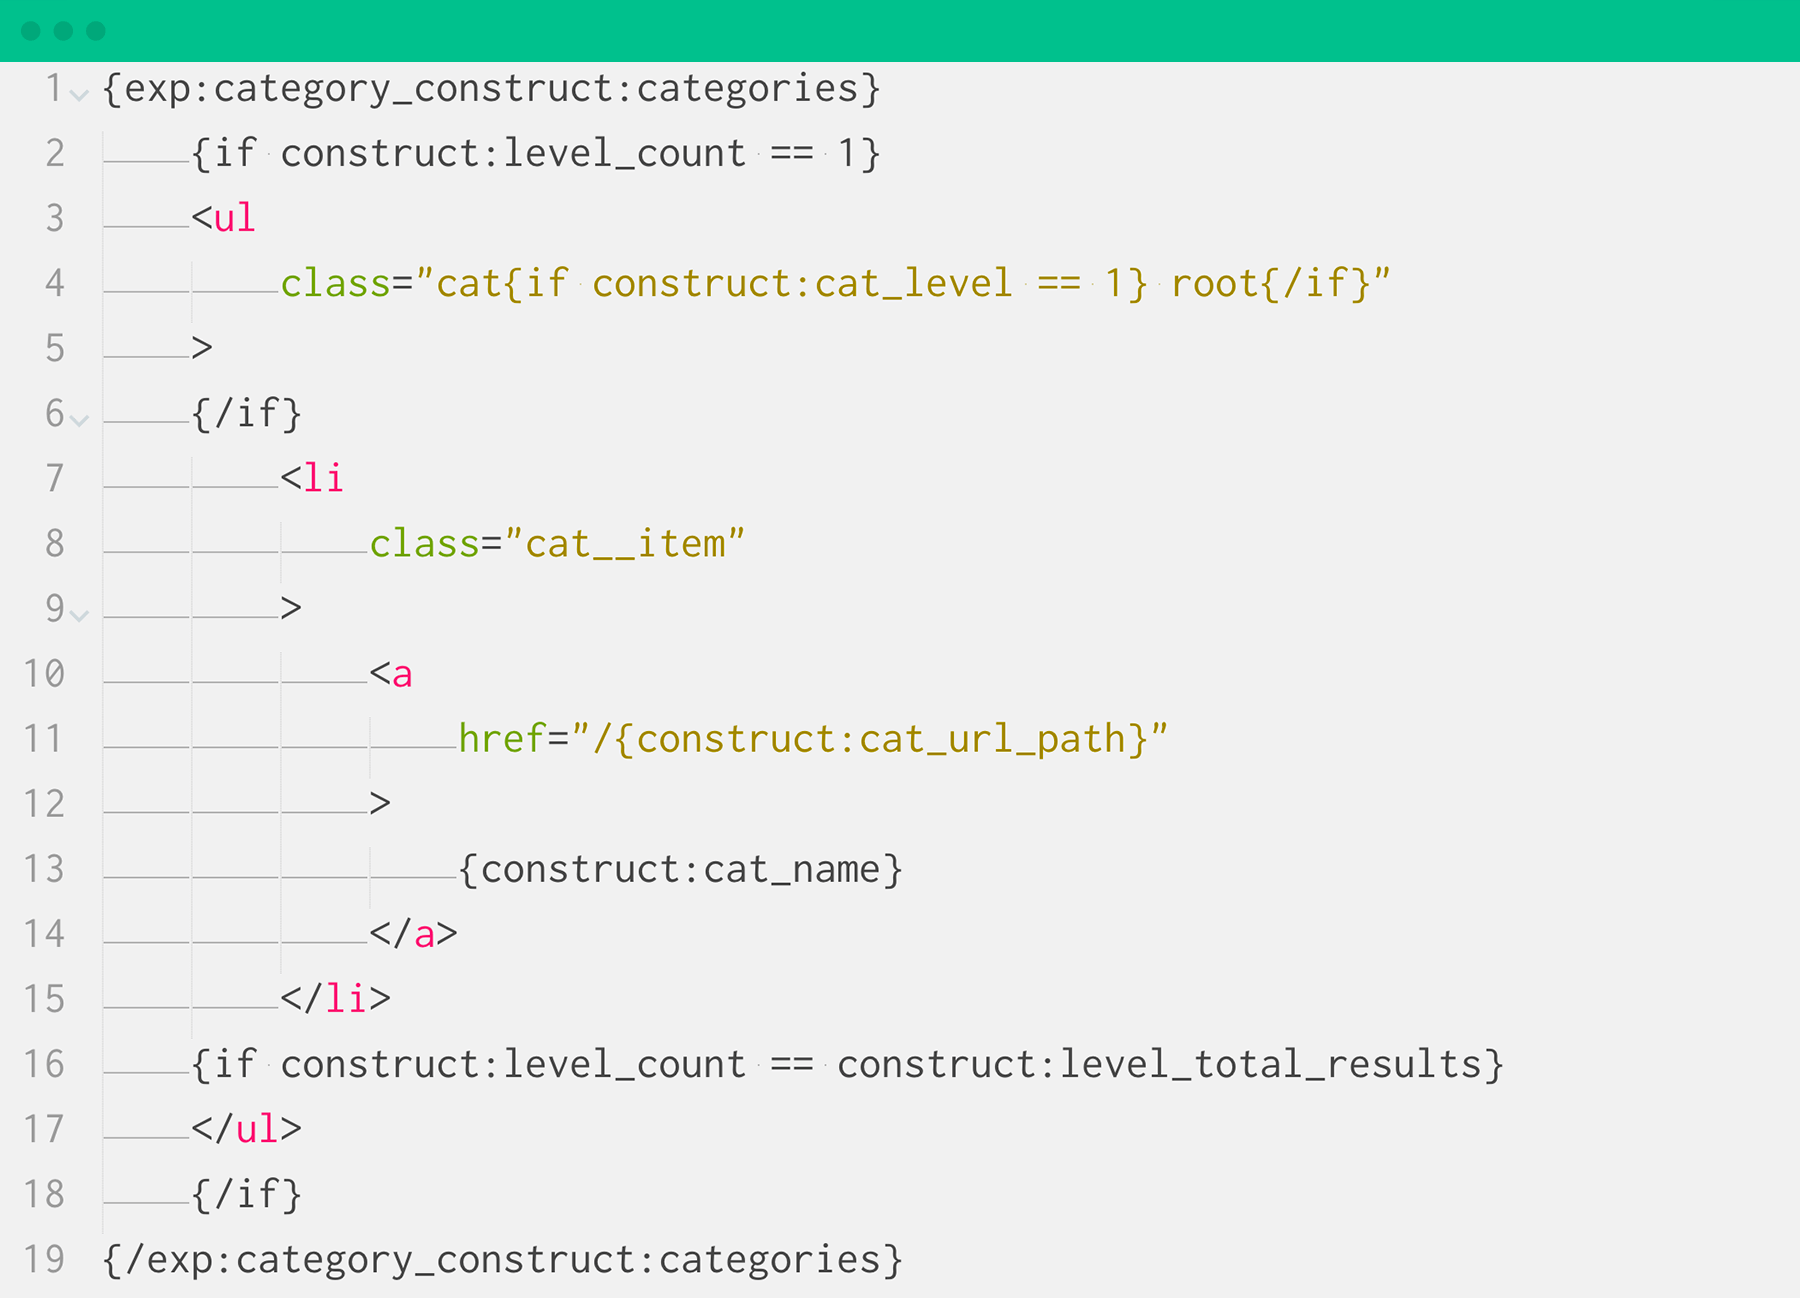 1 {exp:category_construct:categories}
2 {if construct:level_count == 1}
3 <ul
4 class="cat{if construct:cat_level == 1} root{/if}"
5 >
6 {/if}
7 <li
8 class="cat__item"
9 >
10 <a
11 href="/{construct:cat_url_path}"
12 >
13 {construct:cat_name}
14 </a>
15 </li>
16 {if construct:level_count == construct:level_total_results}
17 </ul>
18 {/if}
19 {/exp:category_construct:categories}